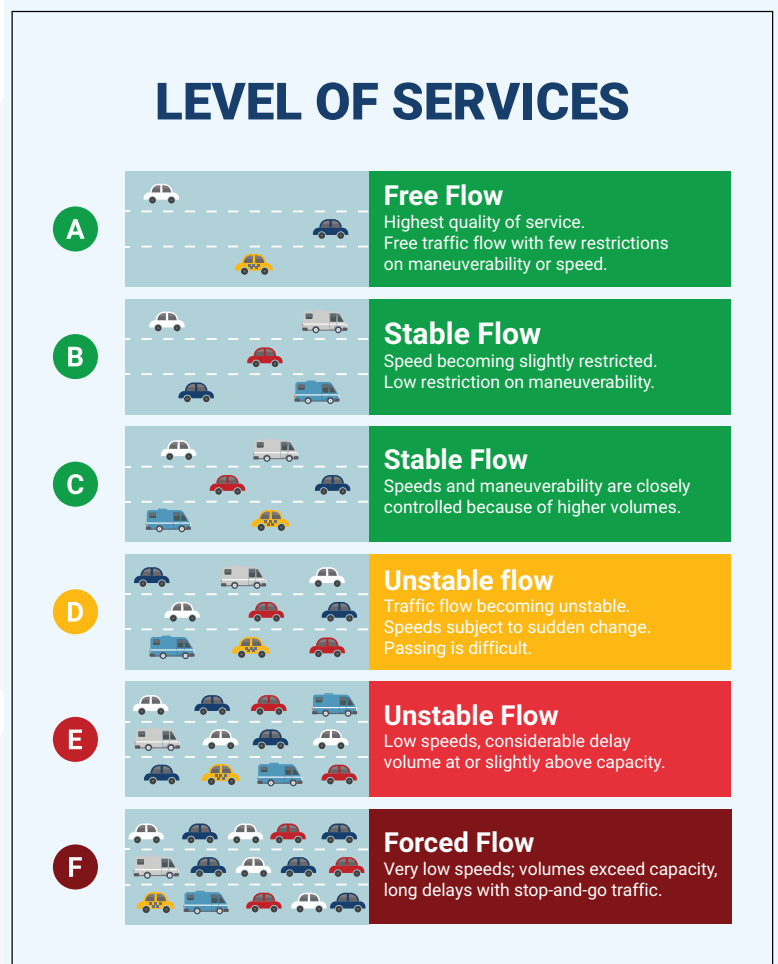 LEVEL OF SERVICES
A
Free Flow
Highest quality of service.
Free traffic flow with few restrictions
on maneuverability or speed.
B
Stable Flow
Speed becoming slightly restricted.
Low restriction on maneuverability.
C
Stable Flow
Speeds and maneuverability are closely
controlled because of higher volumes.
D
Unstable flow
Traffic flow becoming unstable.
Speeds subject to sudden change.
Passing is difficult.
E
Unstable Flow
Low speeds, considerable delay
volume at or slightly above capacity.
F
Forced Flow
Very low speeds; volumes exceed capacity,
long delays with stop-and-go traffic.